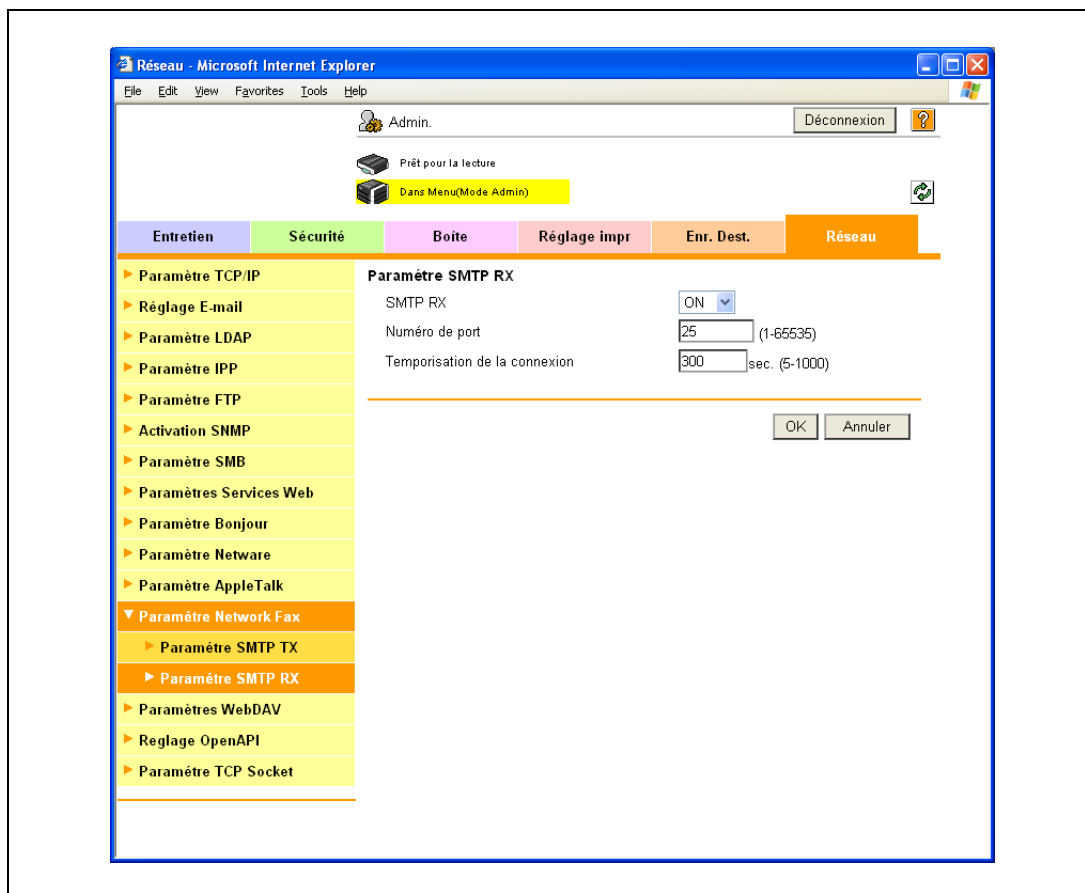 Réseau - Microsoft Internet Explorer
File Edit View Favorites Tools Help
Admin.
Déconnexion
?
Prêt pour la lecture
Dans Menu(Mode Admin)
Entretien
Sécurité
Boîte
Réglage impr
Enr. Dest.
Réseau
Paramètre TCP/IP
Réglage E-mail
Paramètre LDAP
Paramètre IPP
Paramètre FTP
Activation SNMP
Paramètre SMB
Paramètres Services Web
Paramètre Bonjour
Paramètre Netware
Paramètre AppleTalk
Paramétre Network Fax
Paramétre SMTP TX
Paramétre SMTP RX
Paramètres WebDAV
Reglage OpenAPI
Paramétre TCP Socket
Paramétre SMTP RX
SMTP RX ON
Numéro de port 25 (1-65535)
Temporisation de la connexion 300 sec. (5-1000)
OK Annuler